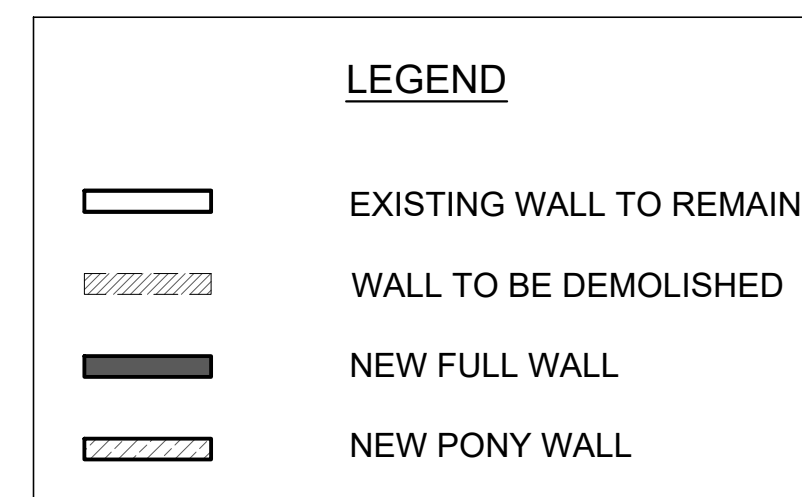 LEGEND
EXISTING WALL TO REMAIN
WALL TO BE DEMOLISHED
NEW FULL WALL
NEW PONY WALL